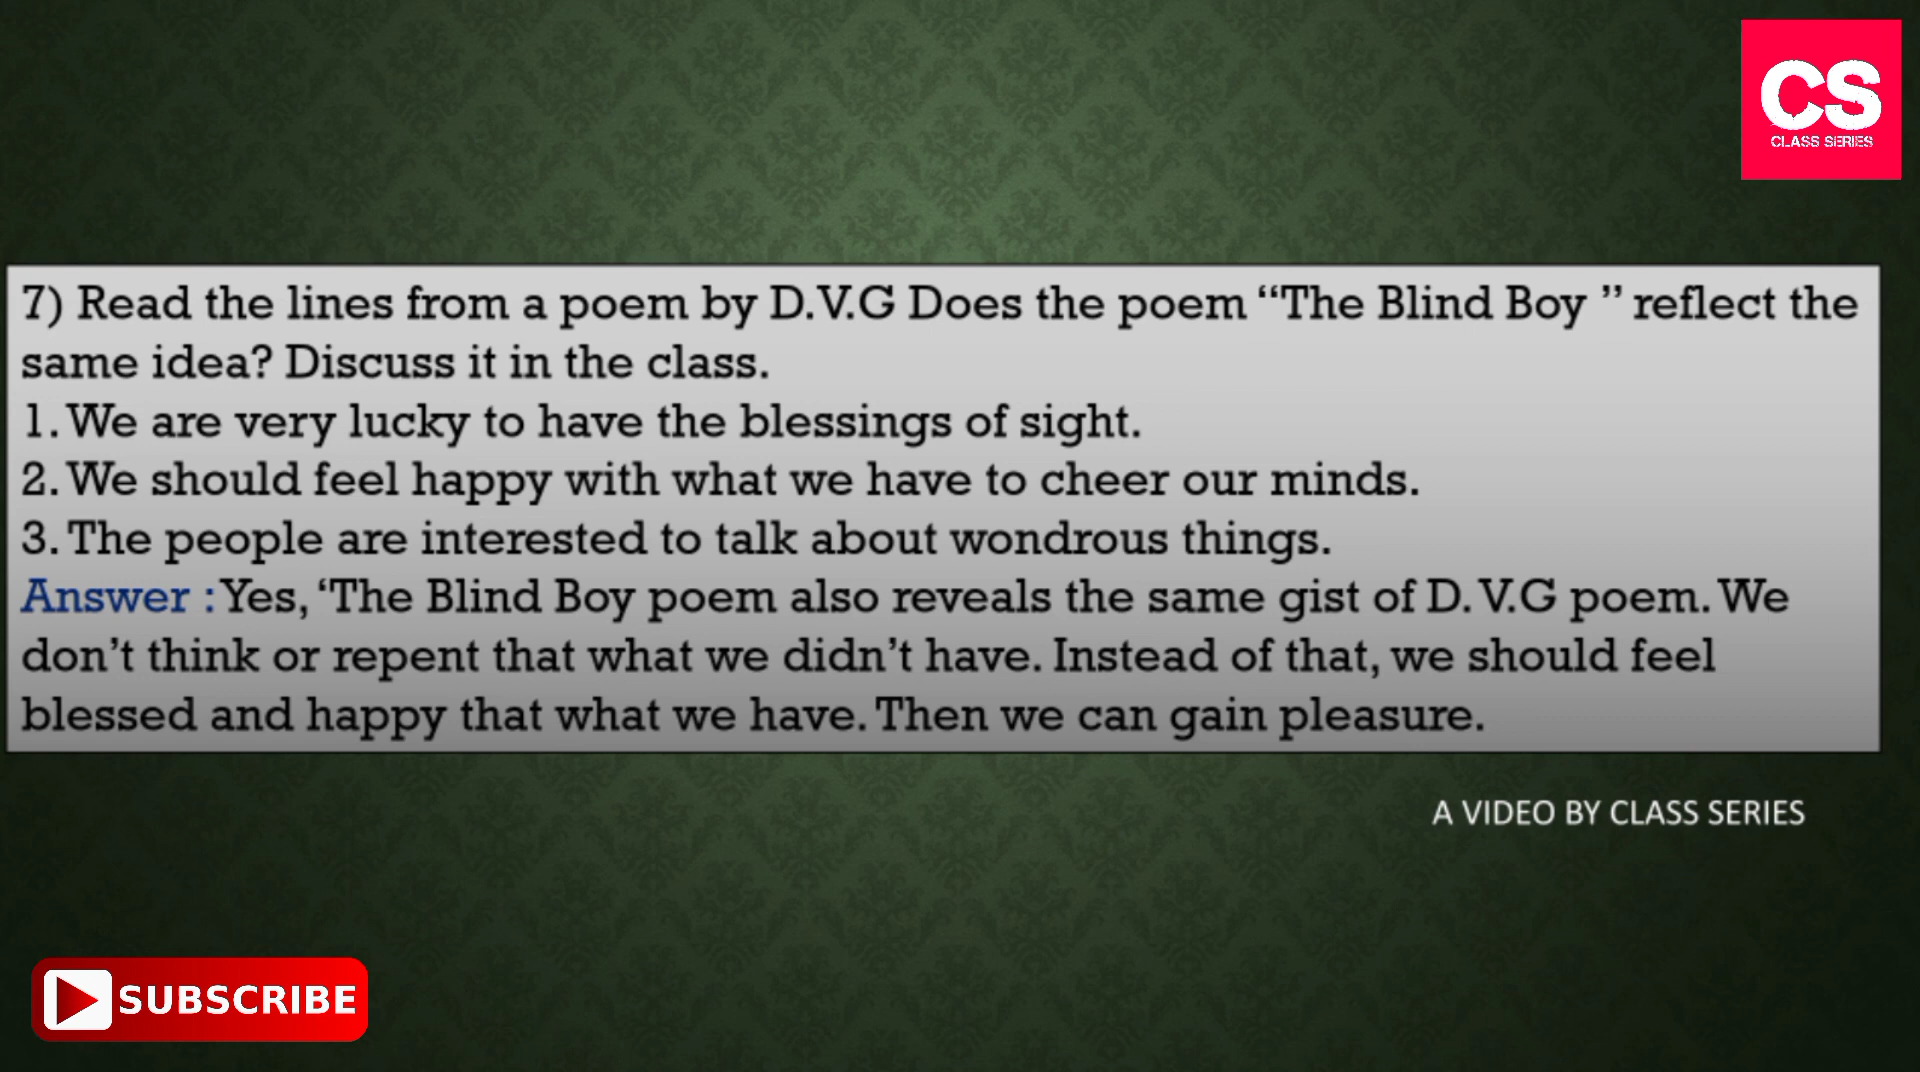 CS
CLASS SERIES
7) Read the lines from a poem by D.V.G Does the poem “The Blind Boy ” reflect the
same idea? Discuss it in the class.
1. We are very lucky to have the blessings of sight.
2. We should feel happy with what we have to cheer our minds.
3. The people are interested to talk about wondrous things.
Answer : Yes, ‘The Blind Boy poem also reveals the same gist of D.V.G poem. We
don’t think or repent that what we didn’t have. Instead of that, we should feel
blessed and happy that what we have. Then we can gain pleasure.
A VIDEO BY CLASS SERIES
SUBSCRIBE